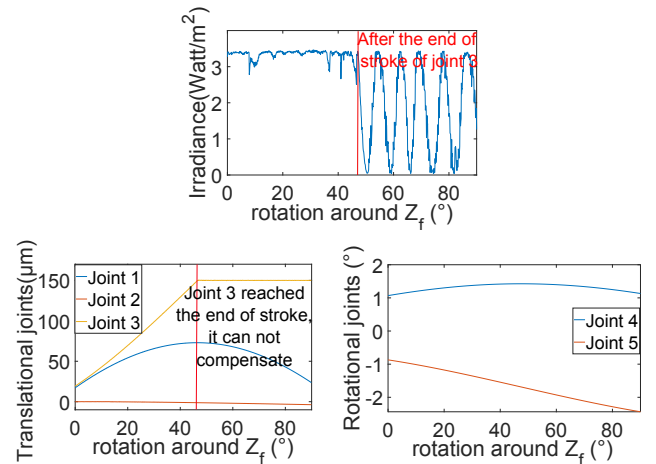 After the end of
stroke of joint 3
Irradiance(Watt/m²)
3
2
1
0
0 20 40 60 80
rotation around Z_f (°)
Translational joints(μm)
150
100
50
0
Joint 1
Joint 2
Joint 3
Joint 3 reached
the end of stroke,
it can not
compensate
0 20 40 60 80
rotation around Z_f (°)
Rotational joints (°)
2
1
0
-1
-2
Joint 4
Joint 5
0 20 40 60 80
rotation around Z_f (°)